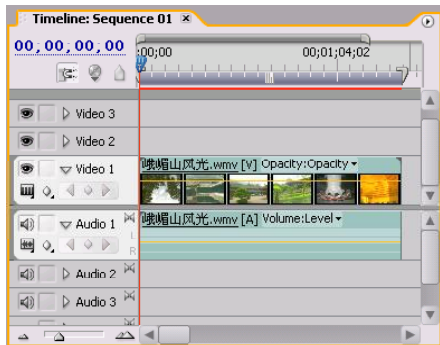 Timeline: Sequence 01
00;00;00;00
;00;00
00;01;04;02
Video 3
Video 2
Video 1
峨嵋山风光.wmv [V] Opacity:Opacity
Audio 1
峨嵋山风光.wmv [A] Volume:Level
L
R
Audio 2
Audio 3